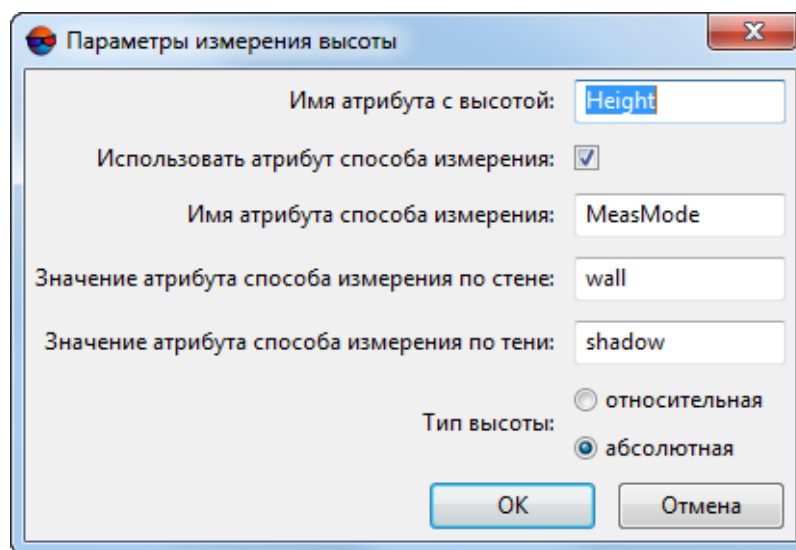 Параметры измерения высоты
Имя атрибута с высотой: Height
Использовать атрибут способа измерения:
Имя атрибута способа измерения: MeasMode
Значение атрибута способа измерения по стене: wall
Значение атрибута способа измерения по тени: shadow
Тип высоты:
относительная
абсолютная
OK Отмена